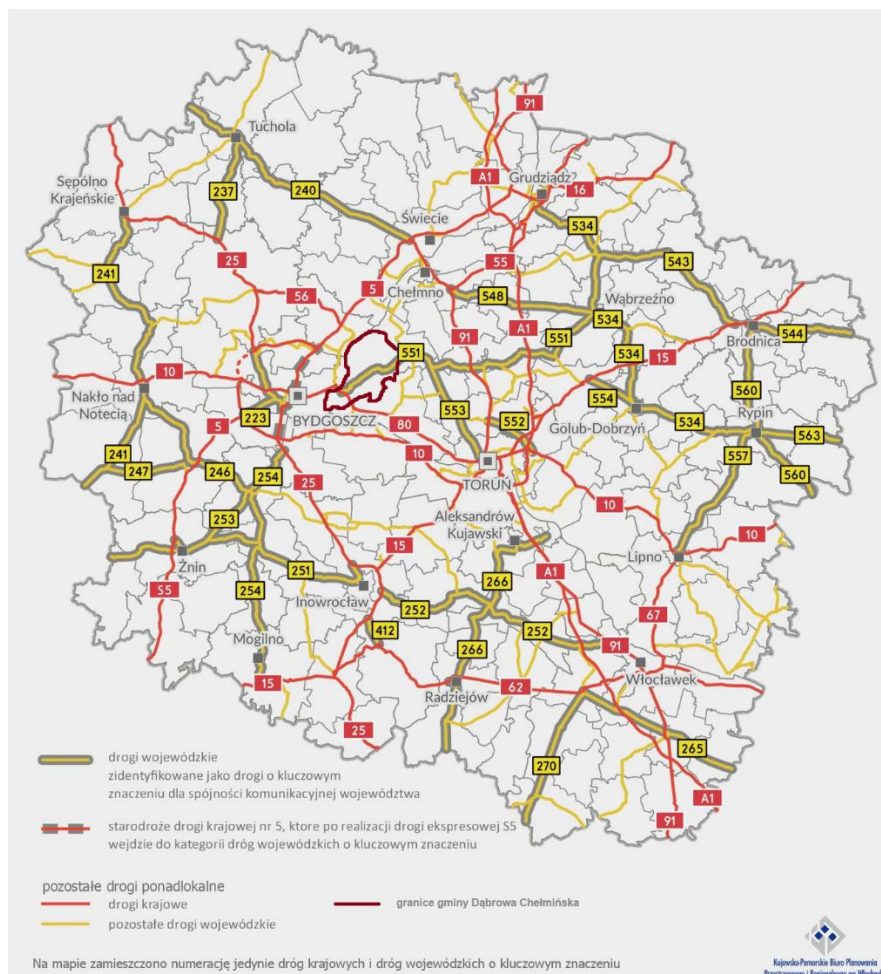 91
Tuchola
A1
Grudziądz
16
Sępólno
Krajeńskie
237
240
Świecie
534
25
55
543
241
56
5
Chełmno
548
Wąbrzeźno
534
91
A1
551
544
Brodnica
551
534
15
10
560
Nakło nad
Notecią
554
223
BYDGOSZCZ
553
552
Golub-Dobrzyń
534
Rypin
5
80
563
241
10
557
247
246
254
TORUŃ
560
25
10
253
Aleksandrów
Kujawski
10
15
Lipno
Żnin
251
A1
S5
254
Inowrocław
266
252
67
412
252
Mogilno
266
91
15
Radziejów
62
Włocławek
25
265
270
A1
91
drogi wojewódzkie
zidentyfikowane jako drogi o kluczowym
znaczeniu dla spójności komunikacyjnej województwa
starodroże drogi krajowej nr 5, ktore po realizacji drogi ekspresowej S5
wejdzie do kategorii dróg wojewódzkich o kluczowym znaczeniu
pozostałe drogi ponadlokalne
drogi krajowe
granice gminy Dąbrowa Chełmińska
pozostałe drogi wojewódzkie
Na mapie zamieszczono numerację jedynie dróg krajowych i dróg wojewódzkich o kluczowym znaczeniu
Kujawsko-Pomorskie Biuro Planowania
Przestrzennego i Regionalnego we